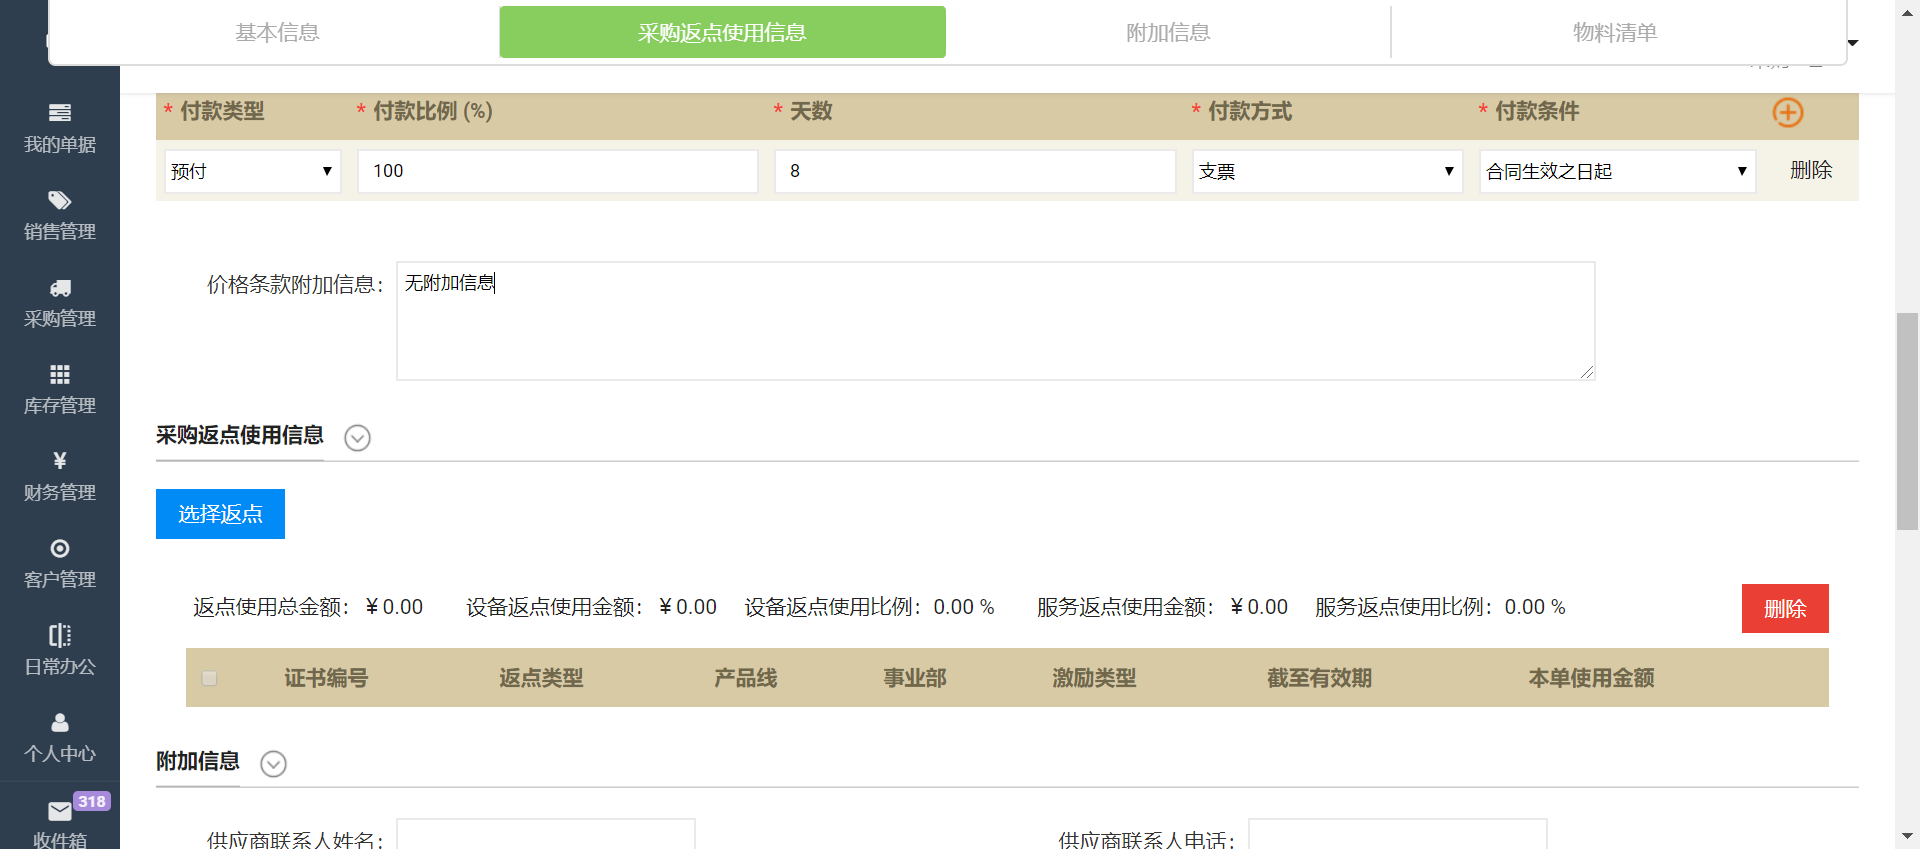 基本信息
采购返点使用信息
附加信息
物料清单
我的单据
销售管理
采购管理
库存管理
¥
财务管理
客户管理
日常办公
个人中心
318
收件箱
* 付款类型
* 付款比例 (%)
* 天数
* 付款方式
* 付款条件
预付
100
8
支票
合同生效之日起
删除
价格条款附加信息：
无附加信息
采购返点使用信息
选择返点
返点使用总金额： ¥ 0.00
设备返点使用金额： ¥ 0.00
设备返点使用比例： 0.00 %
服务返点使用金额： ¥ 0.00
服务返点使用比例： 0.00 %
删除
证书编号
返点类型
产品线
事业部
激励类型
截至有效期
本单使用金额
附加信息
供应商联系人姓名：
供应商联系人电话：